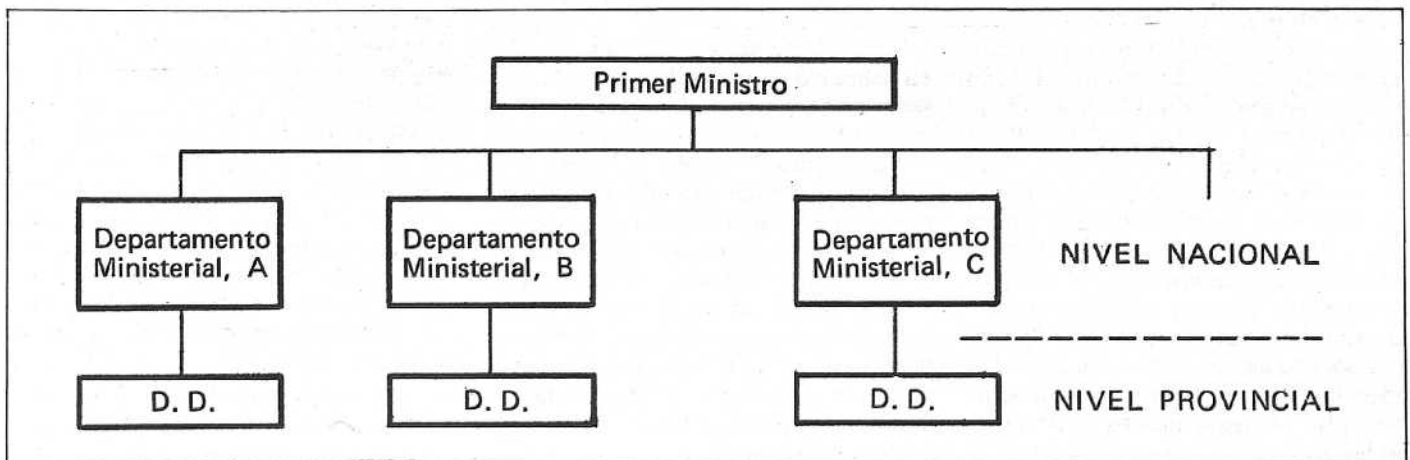 Primer Ministro
Departamento
Ministerial, A
Departamento
Ministerial, B
Departamento
Ministerial, C
NIVEL NACIONAL
D. D.
D. D.
D. D.
NIVEL PROVINCIAL